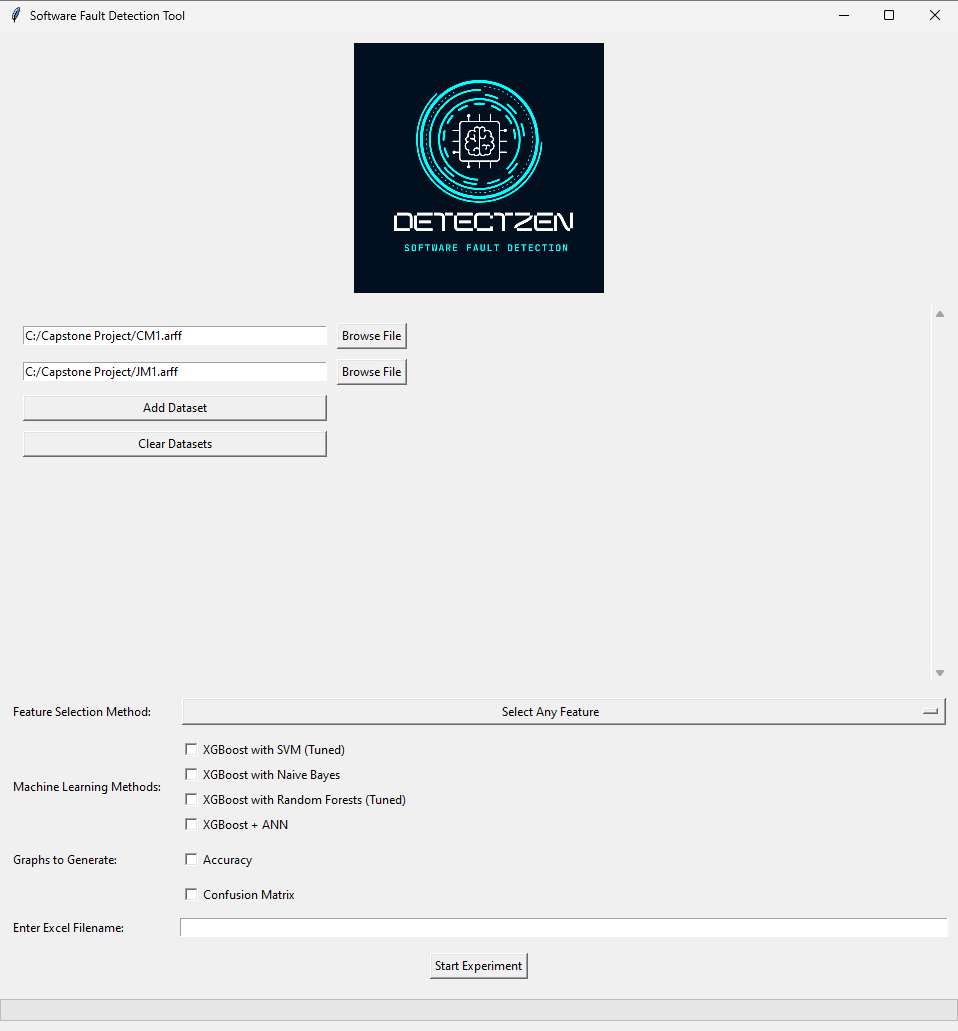 Software Fault Detection Tool
DETECTZEN
SOFTWARE FAULT DETECTION
C:/Capstone Project/CM1.arff
Browse File
C:/Capstone Project/JM1.arff
Browse File
Add Dataset
Clear Datasets
Feature Selection Method:
Select Any Feature
Machine Learning Methods:
XGBoost with SVM (Tuned)
XGBoost with Naive Bayes
XGBoost with Random Forests (Tuned)
XGBoost + ANN
Graphs to Generate:
Accuracy
Confusion Matrix
Enter Excel Filename:
Start Experiment